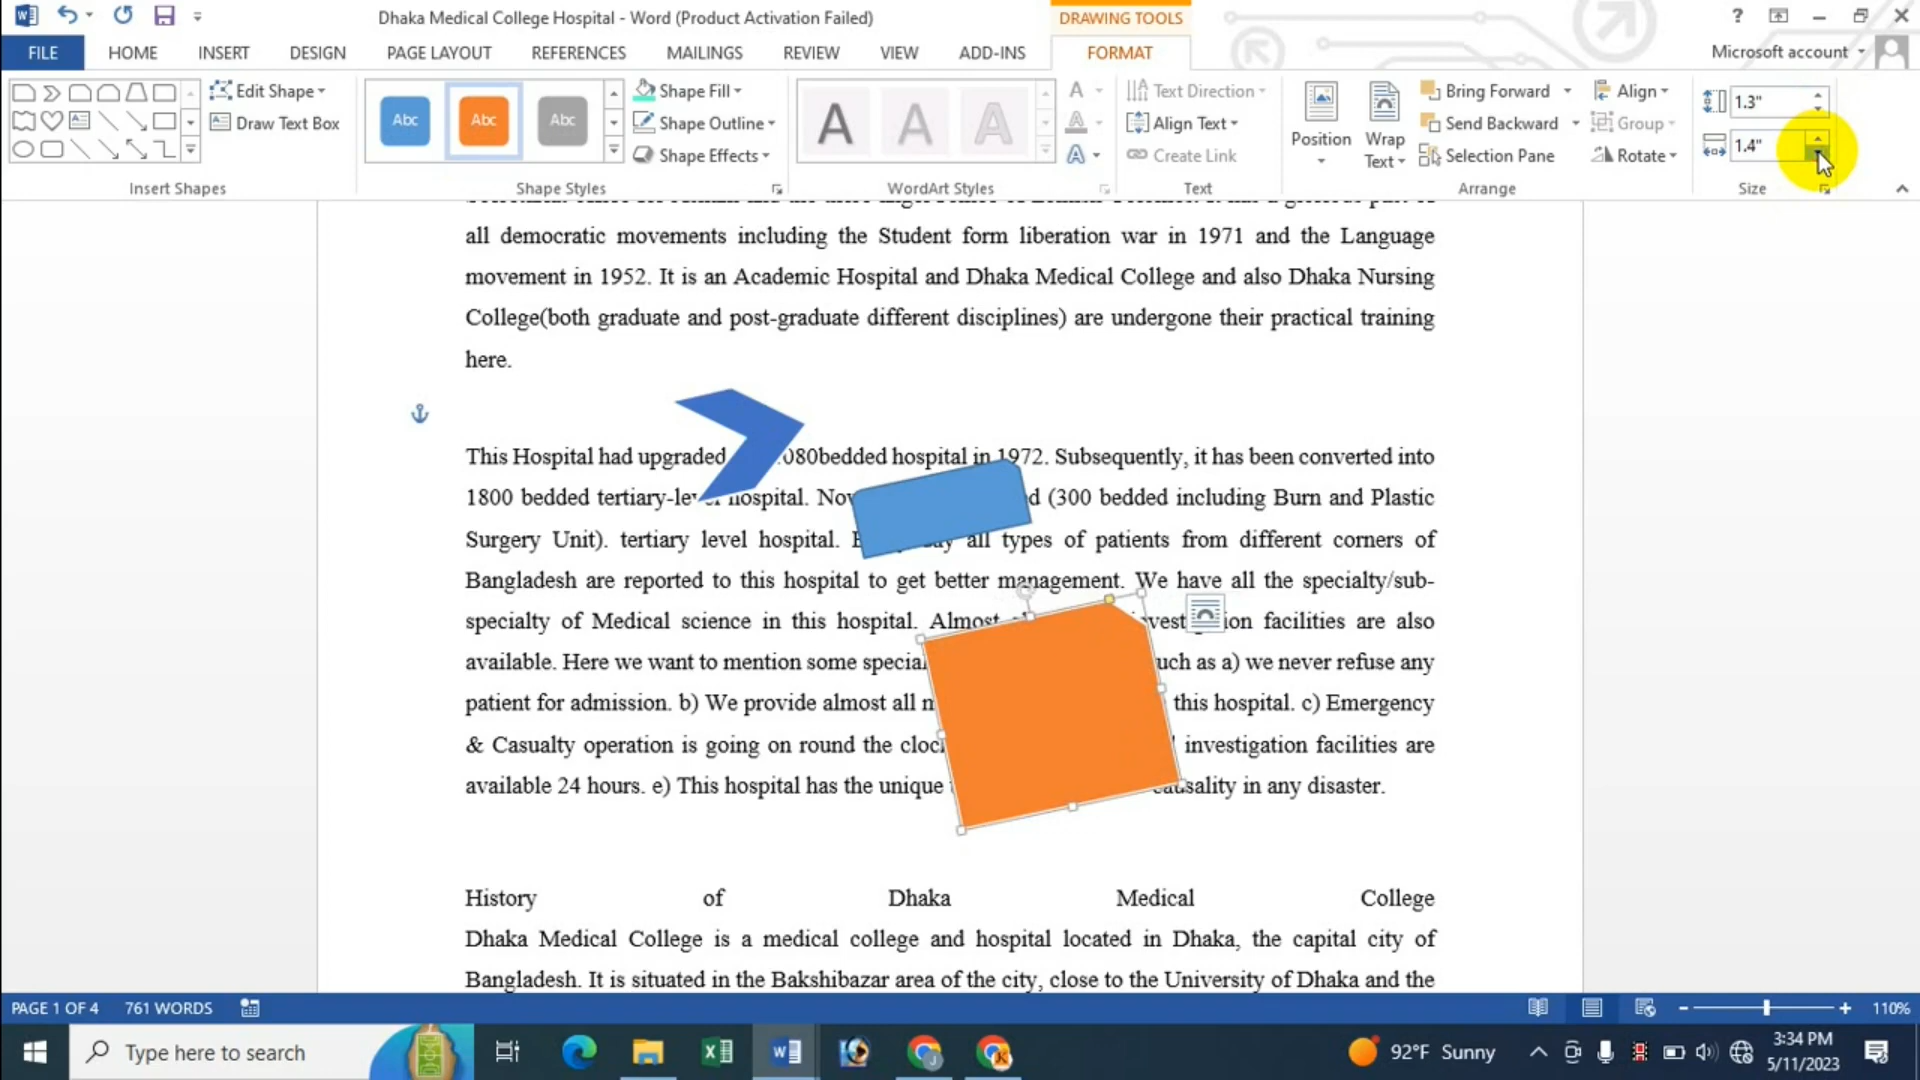 Dhaka Medical College Hospital - Word (Product Activation Failed)
DRAWING TOOLS
?
FILE HOME INSERT DESIGN PAGE LAYOUT REFERENCES MAILINGS REVIEW VIEW ADD-INS FORMAT
Microsoft account
Edit Shape
Draw Text Box
Insert Shapes
Abc Abc Abc
Shape Fill
Shape Outline
Shape Effects
Shape Styles
A A A
WordArt Styles
Text Direction
Align Text
Create Link
Text
Position
Wrap
Text
Bring Forward
Send Backward
Selection Pane
Align
Group
Rotate
Arrange
1.3"
1.4"
Size
all democratic movements including the Student form liberation war in 1971 and the Language
movement in 1952. It is an Academic Hospital and Dhaka Medical College and also Dhaka Nursing
College(both graduate and post-graduate different disciplines) are undergone their practical training
here.
This Hospital had upgraded 080bedded hospital in 1972. Subsequently, it has been converted into
1800 bedded tertiary-level hospital. Now d (300 bedded including Burn and Plastic
Surgery Unit). tertiary level hospital. all types of patients from different corners of
Bangladesh are reported to this hospital to get better management. We have all the specialty/sub-
specialty of Medical science in this hospital. Almost investigation facilities are also
available. Here we want to mention some special uch as a) we never refuse any
patient for admission. b) We provide almost all m this hospital. c) Emergency
& Casualty operation is going on round the cloc investigation facilities are
available 24 hours. e) This hospital has the unique causality in any disaster.
History of Dhaka Medical College
Dhaka Medical College is a medical college and hospital located in Dhaka, the capital city of
Bangladesh. It is situated in the Bakshibazar area of the city, close to the University of Dhaka and the
PAGE 1 OF 4 761 WORDS
110%
Type here to search
92°F Sunny
3:34 PM
5/11/2023